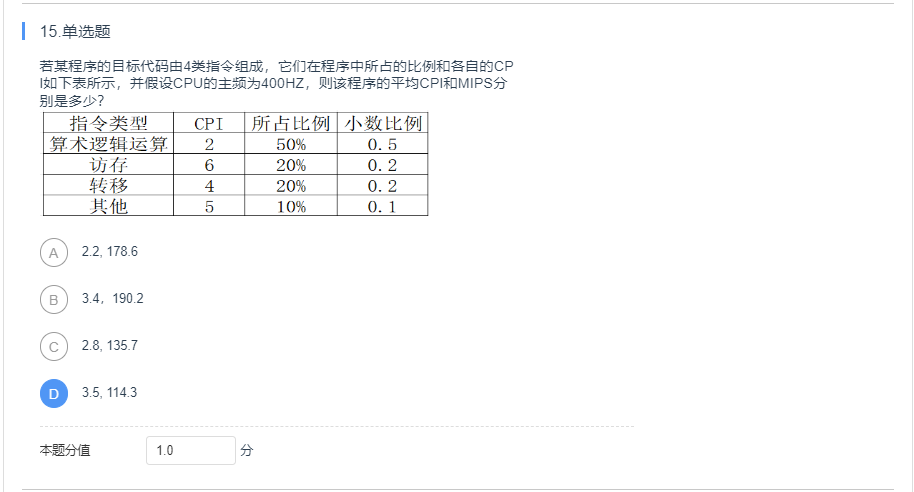 15.单选题
若某程序的目标代码由4类指令组成，它们在程序中所占的比例和各自的CP
I如下表所示，并假设CPU的主频为400HZ，则该程序的平均CPI和MIPS分
别是多少？
指令类型 CPI 所占比例 小数比例
算术逻辑运算 2 50% 0.5
访存 6 20% 0.2
转移 4 20% 0.2
其他 5 10% 0.1
A 2.2, 178.6
B 3.4，190.2
C 2.8, 135.7
D 3.5, 114.3
本题分值 1.0 分